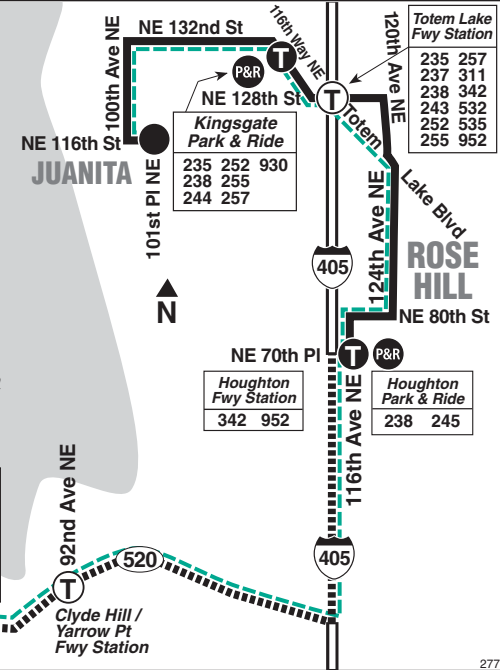 NE 132nd St
116th Way NE
120th Ave NE
Totem Lake
Fwy Station
235 257
237 311
238 342
243 532
252 535
255 952
100th Ave NE
T
P&R
NE 128th St
T
Totem
Lake Blvd
Kingsgate
Park & Ride
235 252 930
238 255
244 257
NE 116th St
JUANITA
101st Pl NE
N
405
124th Ave NE
ROSE
HILL
NE 80th St
NE 70th Pl
T
P&R
Houghton
Fwy Station
342 952
Houghton
Park & Ride
238 245
116th Ave NE
92nd Ave NE
520
405
T
Clyde Hill /
Yarrow Pt
Fwy Station
277